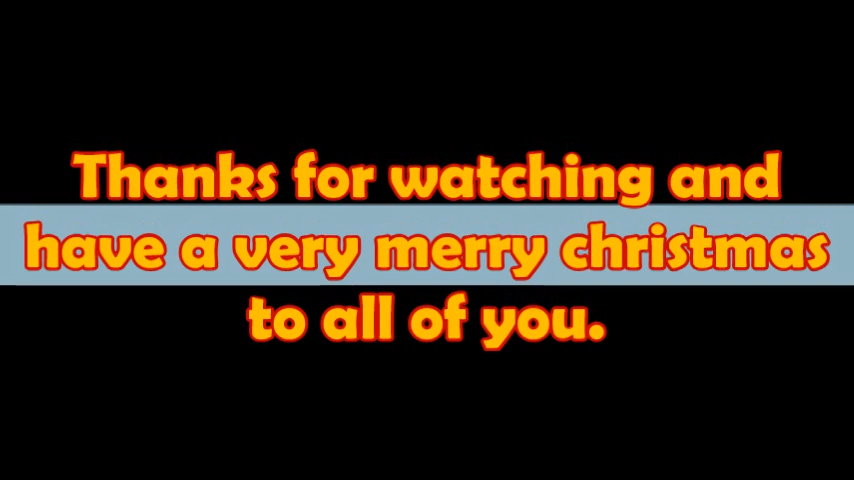 Thanks for watching and
have a very merry christmas
to all of you.